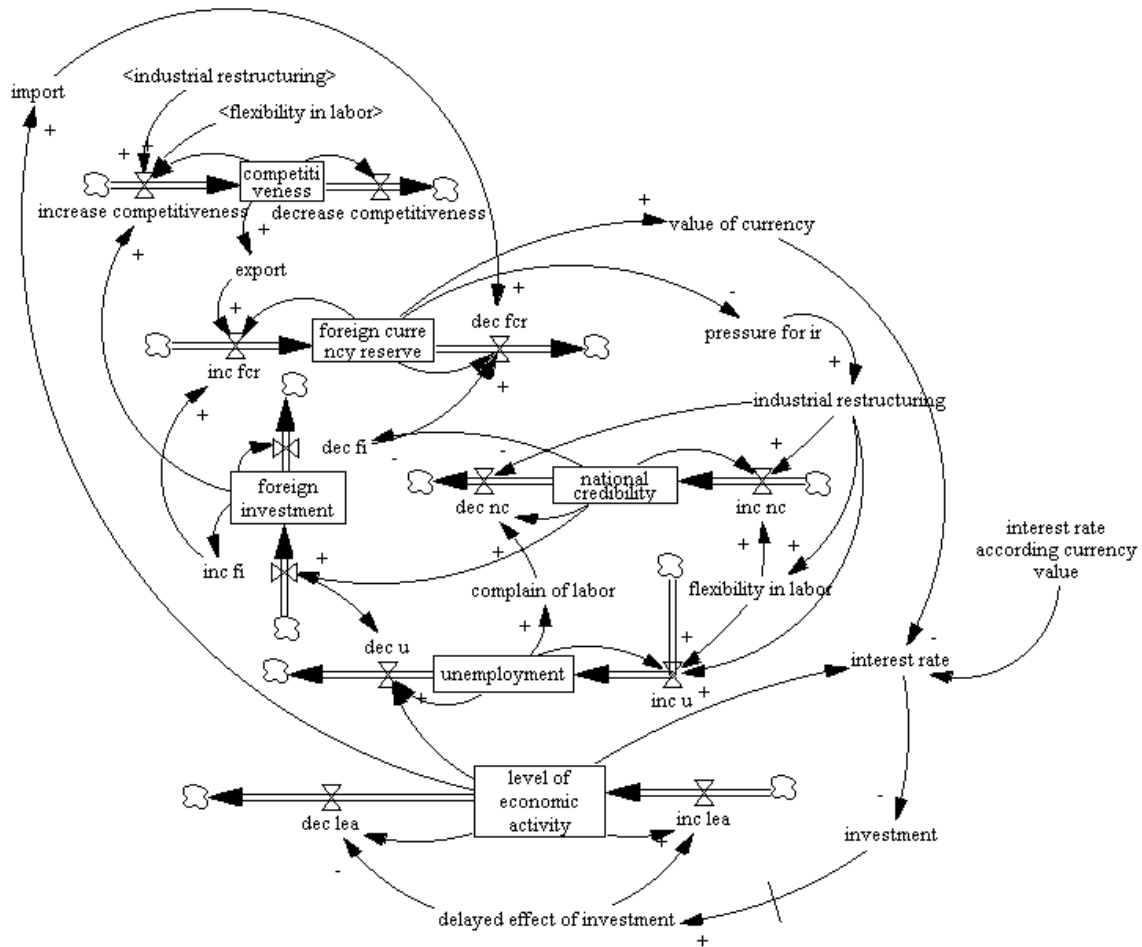 import
<industrial restructuring>
<flexibility in labor>
+
+
+
competiti
veness
increase competitiveness
decrease competitiveness
+
value of currency
+
+
export
+
+
-
foreign curre
ncy reserve
dec fcr
pressure for ir
inc fcr
+
+
+
industrial restructuring
dec fi
-
-
+
foreign
investment
national
credibility
dec nc
inc nc
interest rate
according currency
value
+
+
+
+
inc fi
complain of labor
flexibility in labor
+
+
-
dec u
unemployment
interest rate
+
inc u
+
level of
economic
activity
dec lea
inc lea
-
+
investment
-
delayed effect of investment
+